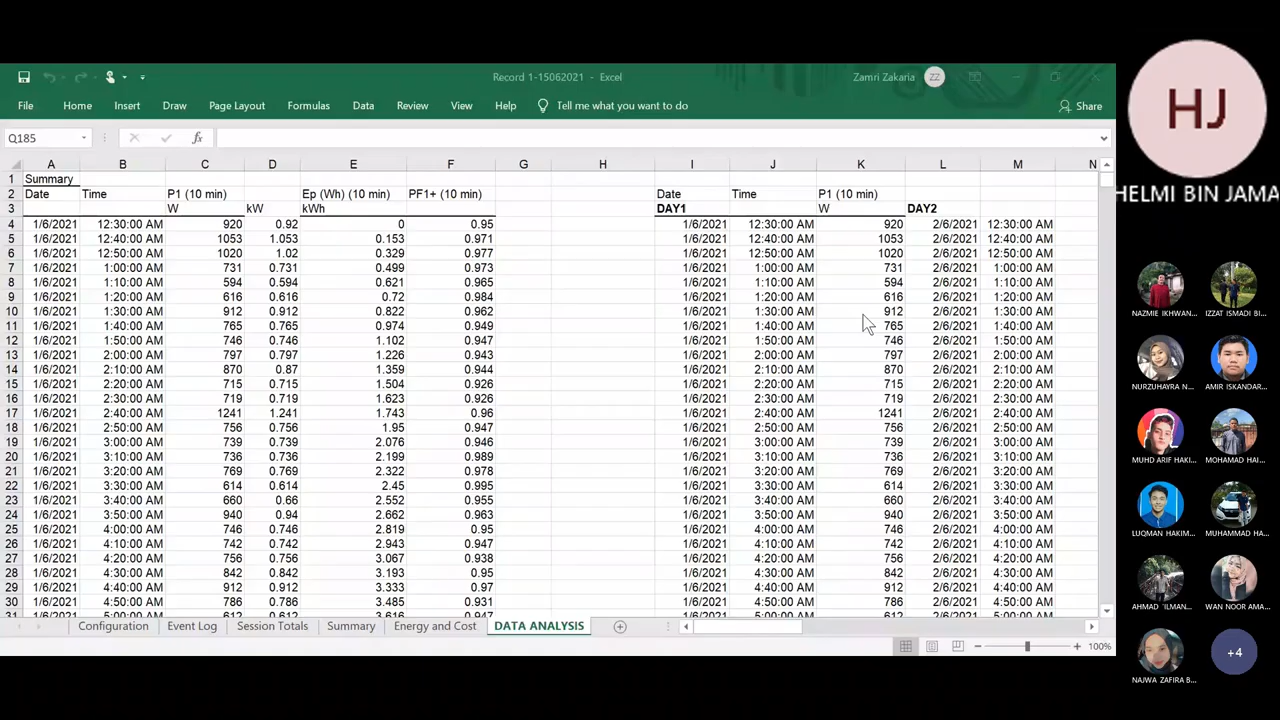 Record 1-15062021 - Excel
Zamri Zakaria ZZ
File Home Insert Draw Page Layout Formulas Data Review View Help Tell me what you want to do Share
Q185 fx
A B C D E F G H I J K L M N
1 Summary
2 Date Time P1 (10 min) Ep (Wh) (10 min) PF1+ (10 min) Date Time P1 (10 min)
3 W kW kWh DAY1 W DAY2
4 1/6/2021 12:30:00 AM 920 0.92 0 0.95 1/6/2021 12:30:00 AM 920 2/6/2021 12:30:00 AM
5 1/6/2021 12:40:00 AM 1053 1.053 0.153 0.971 1/6/2021 12:40:00 AM 1053 2/6/2021 12:40:00 AM
6 1/6/2021 12:50:00 AM 1020 1.02 0.329 0.977 1/6/2021 12:50:00 AM 1020 2/6/2021 12:50:00 AM
7 1/6/2021 1:00:00 AM 731 0.731 0.499 0.973 1/6/2021 1:00:00 AM 731 2/6/2021 1:00:00 AM
8 1/6/2021 1:10:00 AM 594 0.594 0.621 0.965 1/6/2021 1:10:00 AM 594 2/6/2021 1:10:00 AM
9 1/6/2021 1:20:00 AM 616 0.616 0.72 0.984 1/6/2021 1:20:00 AM 616 2/6/2021 1:20:00 AM
10 1/6/2021 1:30:00 AM 912 0.912 0.822 0.962 1/6/2021 1:30:00 AM 912 2/6/2021 1:30:00 AM
11 1/6/2021 1:40:00 AM 765 0.765 0.974 0.949 1/6/2021 1:40:00 AM 765 2/6/2021 1:40:00 AM
12 1/6/2021 1:50:00 AM 746 0.746 1.102 0.947 1/6/2021 1:50:00 AM 746 2/6/2021 1:50:00 AM
13 1/6/2021 2:00:00 AM 797 0.797 1.226 0.943 1/6/2021 2:00:00 AM 797 2/6/2021 2:00:00 AM
14 1/6/2021 2:10:00 AM 870 0.87 1.359 0.944 1/6/2021 2:10:00 AM 870 2/6/2021 2:10:00 AM
15 1/6/2021 2:20:00 AM 715 0.715 1.504 0.926 1/6/2021 2:20:00 AM 715 2/6/2021 2:20:00 AM
16 1/6/2021 2:30:00 AM 719 0.719 1.623 0.926 1/6/2021 2:30:00 AM 719 2/6/2021 2:30:00 AM
17 1/6/2021 2:40:00 AM 1241 1.241 1.743 0.96 1/6/2021 2:40:00 AM 1241 2/6/2021 2:40:00 AM
18 1/6/2021 2:50:00 AM 756 0.756 1.95 0.947 1/6/2021 2:50:00 AM 756 2/6/2021 2:50:00 AM
19 1/6/2021 3:00:00 AM 739 0.739 2.076 0.946 1/6/2021 3:00:00 AM 739 2/6/2021 3:00:00 AM
20 1/6/2021 3:10:00 AM 736 0.736 2.199 0.989 1/6/2021 3:10:00 AM 736 2/6/2021 3:10:00 AM
21 1/6/2021 3:20:00 AM 769 0.769 2.322 0.978 1/6/2021 3:20:00 AM 769 2/6/2021 3:20:00 AM
22 1/6/2021 3:30:00 AM 614 0.614 2.45 0.995 1/6/2021 3:30:00 AM 614 2/6/2021 3:30:00 AM
23 1/6/2021 3:40:00 AM 660 0.66 2.552 0.955 1/6/2021 3:40:00 AM 660 2/6/2021 3:40:00 AM
24 1/6/2021 3:50:00 AM 940 0.94 2.662 0.963 1/6/2021 3:50:00 AM 940 2/6/2021 3:50:00 AM
25 1/6/2021 4:00:00 AM 746 0.746 2.819 0.95 1/6/2021 4:00:00 AM 746 2/6/2021 4:00:00 AM
26 1/6/2021 4:10:00 AM 742 0.742 2.943 0.947 1/6/2021 4:10:00 AM 742 2/6/2021 4:10:00 AM
27 1/6/2021 4:20:00 AM 756 0.756 3.067 0.938 1/6/2021 4:20:00 AM 756 2/6/2021 4:20:00 AM
28 1/6/2021 4:30:00 AM 842 0.842 3.193 0.95 1/6/2021 4:30:00 AM 842 2/6/2021 4:30:00 AM
29 1/6/2021 4:40:00 AM 912 0.912 3.333 0.97 1/6/2021 4:40:00 AM 912 2/6/2021 4:40:00 AM
30 1/6/2021 4:50:00 AM 786 0.786 3.485 0.931 1/6/2021 4:50:00 AM 786 2/6/2021 4:50:00 AM
Configuration Event Log Session Totals Summary Energy and Cost DATA ANALYSIS
100%
HJ
HELMI BIN JAMA
NAZMIE IKHWAN... IZZAT ISMADI BI...
NURZUHAYRA N... AMIR ISKANDAR...
MUHD ARIF HAKI... MOHAMAD HAI...
LUQMAN HAKIM... MUHAMMAD HA...
AHMAD 'ILMAN... WAN NOOR AMA...
NAJWA ZAFIRA B... +4